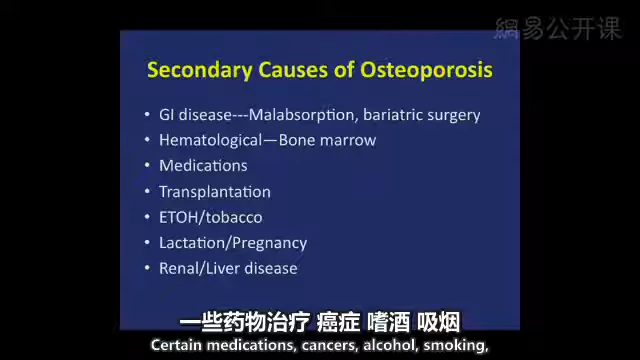 網易公开课
Secondary Causes of Osteoporosis
• GI disease---Malabsorption, bariatric surgery
• Hematological—Bone marrow
• Medications
• Transplantation
• ETOH/tobacco
• Lactation/Pregnancy
• Renal/Liver disease
一些药物治疗 癌症 嗜酒 吸烟
Certain medications, cancers, alcohol, smoking,